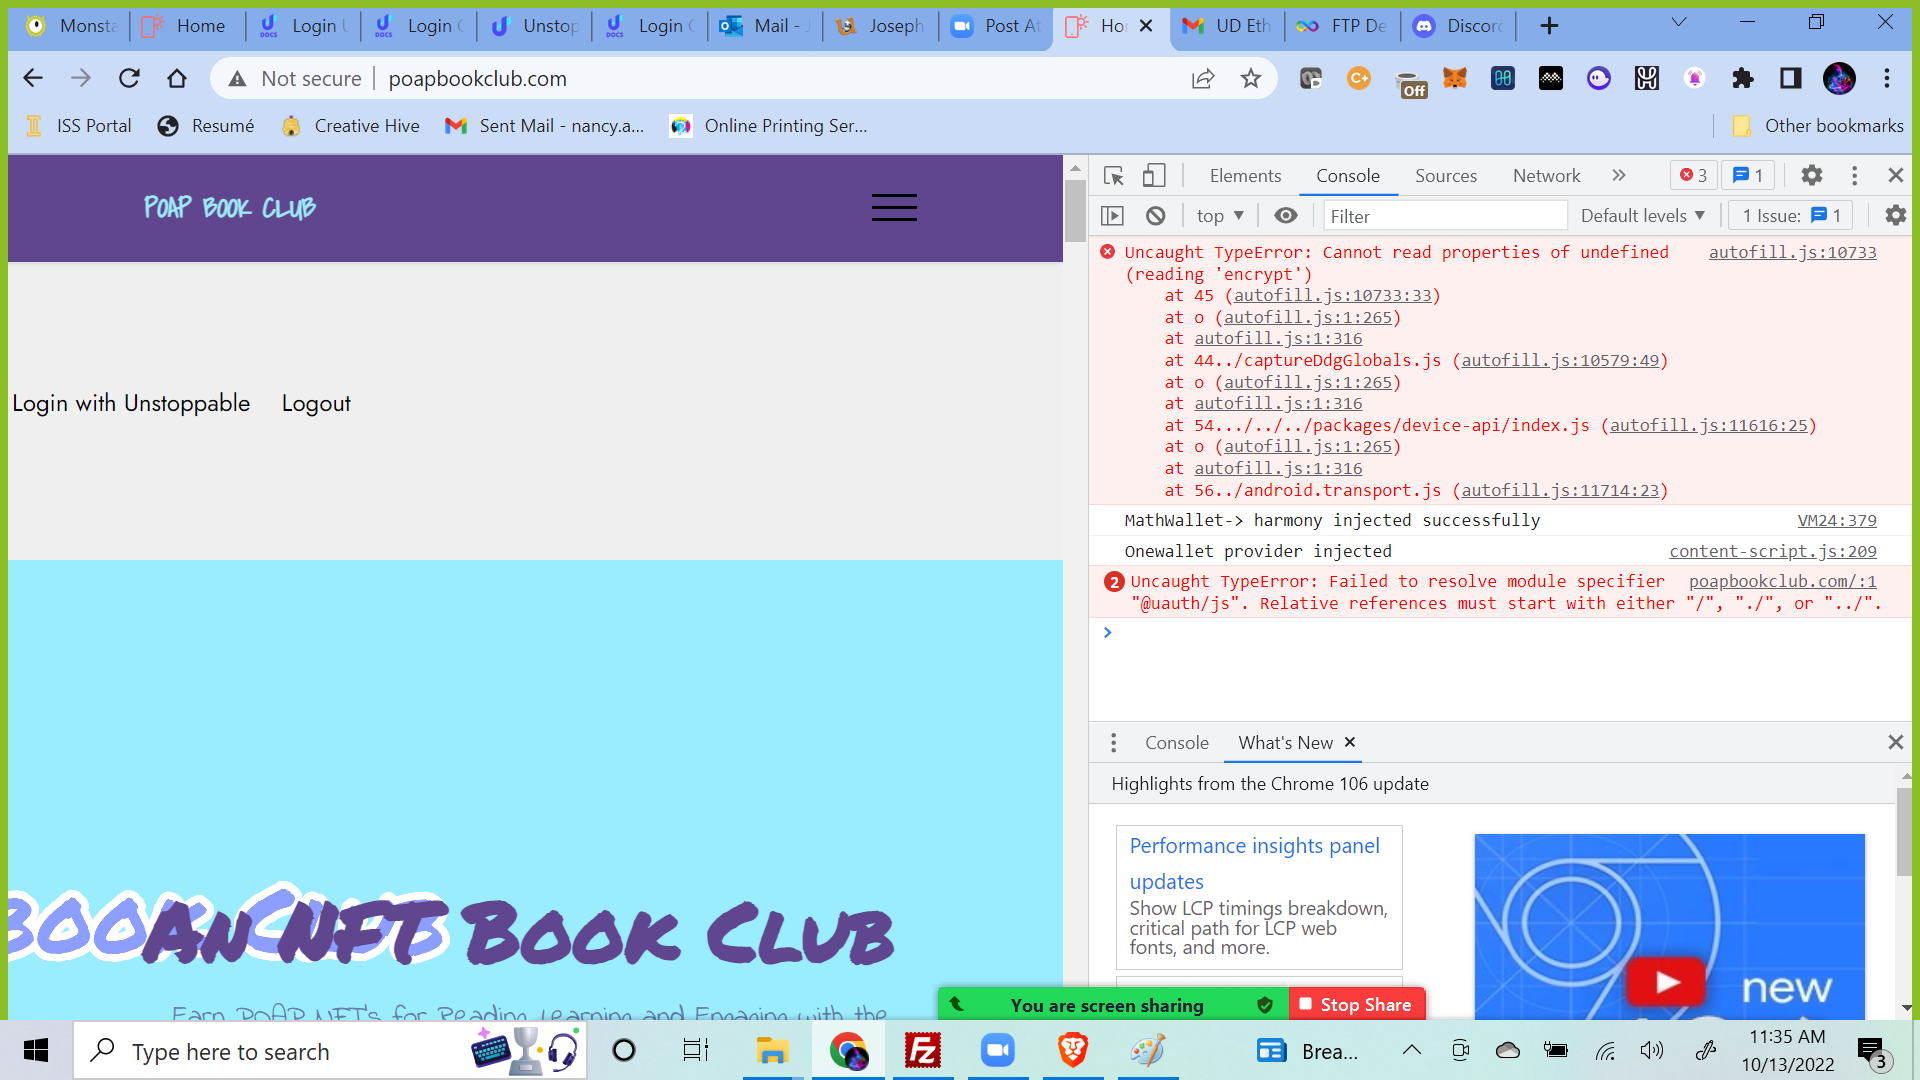 Monsta
Home
Login U
Login C
Unstop
Login C
Mail - J
Joseph
Post At
Ho
UD Eth
FTP De
Discord
Not secure
poapbookclub.com
Off
ISS Portal
Resumé
Creative Hive
Sent Mail - nancy.a...
Online Printing Ser...
Other bookmarks
POAP BOOK CLUB
Login with Unstoppable
Logout
BOOK CLUB
An NFT Book Club
Earn POAP NFT's for Reading, Learning and Engaging with the
Elements
Console
Sources
Network
3
1
top
Filter
Default levels
1 Issue:
1
Uncaught TypeError: Cannot read properties of undefined autofill.js:10733
(reading 'encrypt')
at 45 (autofill.js:10733:33)
at o (autofill.js:1:265)
at autofill.js:1:316
at 44../captureDdgGlobals.js (autofill.js:10579:49)
at o (autofill.js:1:265)
at autofill.js:1:316
at 54.../../../packages/device-api/index.js (autofill.js:11616:25)
at o (autofill.js:1:265)
at autofill.js:1:316
at 56../android.transport.js (autofill.js:11714:23)
MathWallet-> harmony injected successfully VM24:379
Onewallet provider injected content-script.js:209
2 Uncaught TypeError: Failed to resolve module specifier poapbookclub.com/:1
"@uauth/js". Relative references must start with either "/", "./", or "../".
Console
What's New
Highlights from the Chrome 106 update
Performance insights panel
updates
Show LCP timings breakdown,
critical path for LCP web
fonts, and more.
new
You are screen sharing
Stop Share
Type here to search
Brea...
11:35 AM
10/13/2022
3